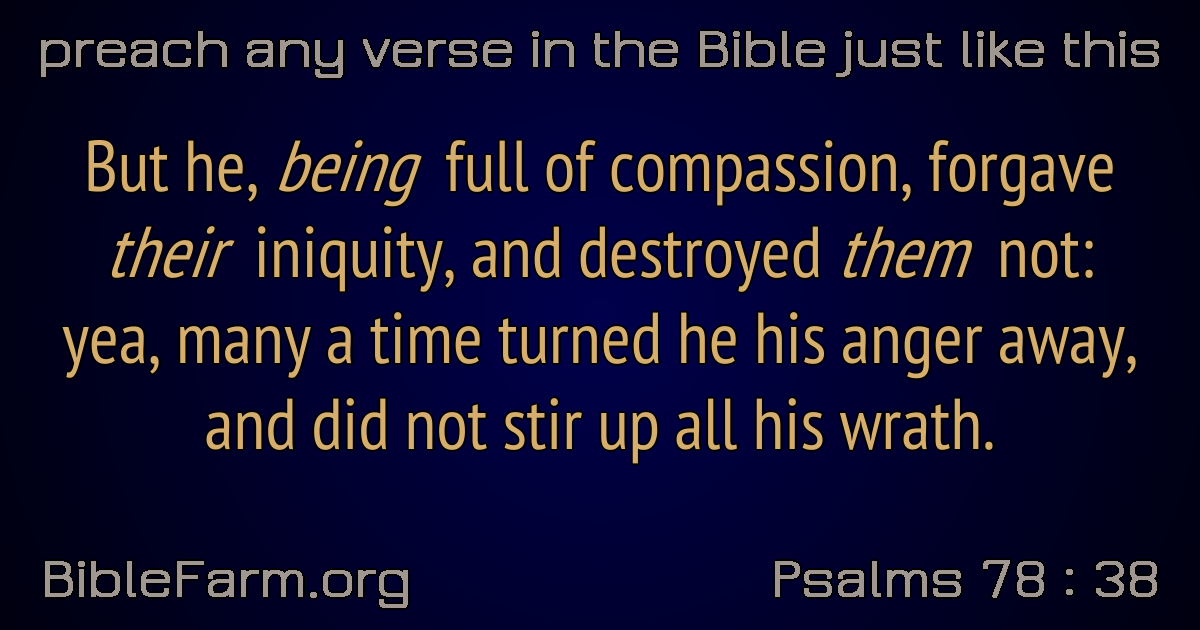 preach any verse in the Bible just like this
But he, being full of compassion, forgave
their iniquity, and destroyed them not:
yea, many a time turned he his anger away,
and did not stir up all his wrath.
BibleFarm.org
Psalms 78 : 38